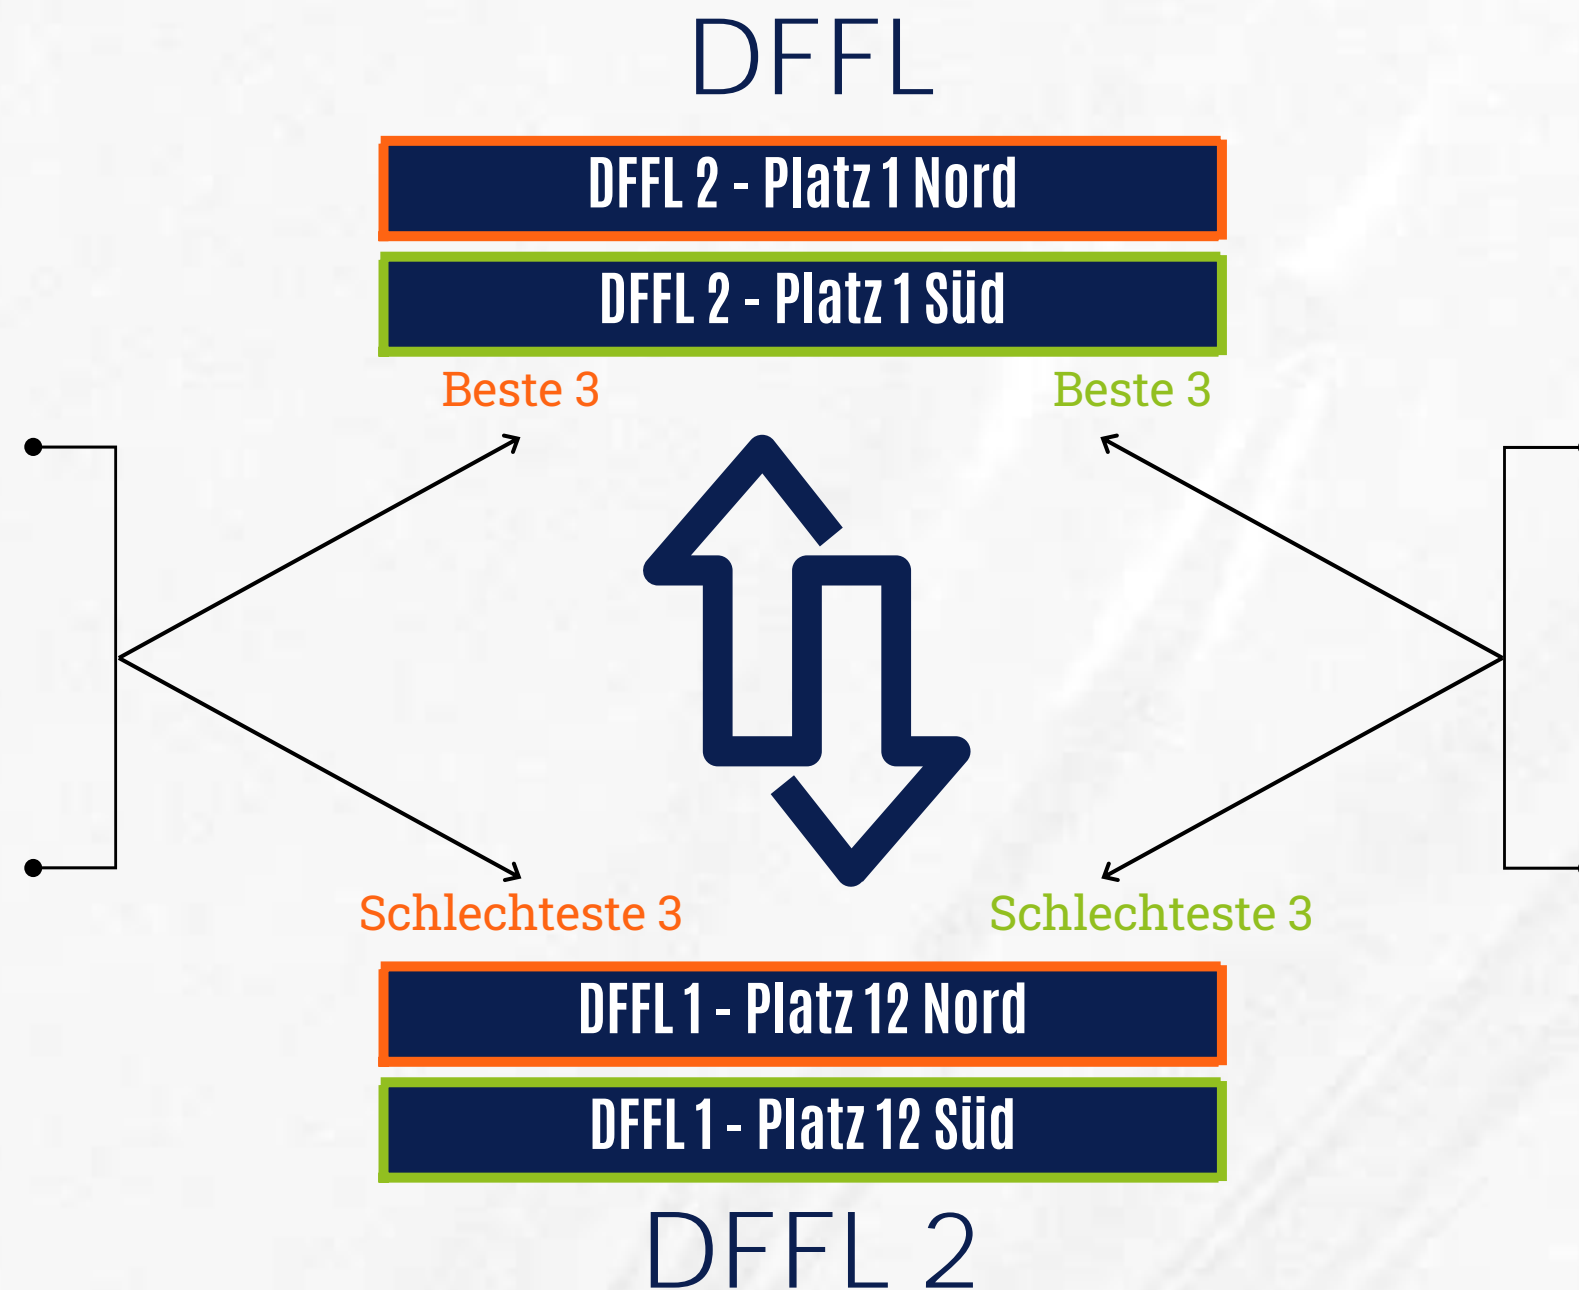 DFFL
DFFL 2 - Platz 1 Nord
DFFL 2 - Platz 1 Süd
Beste 3
Beste 3
Schlechteste 3
Schlechteste 3
DFFL 1 - Platz 12 Nord
DFFL 1 - Platz 12 Süd
DFFL 2